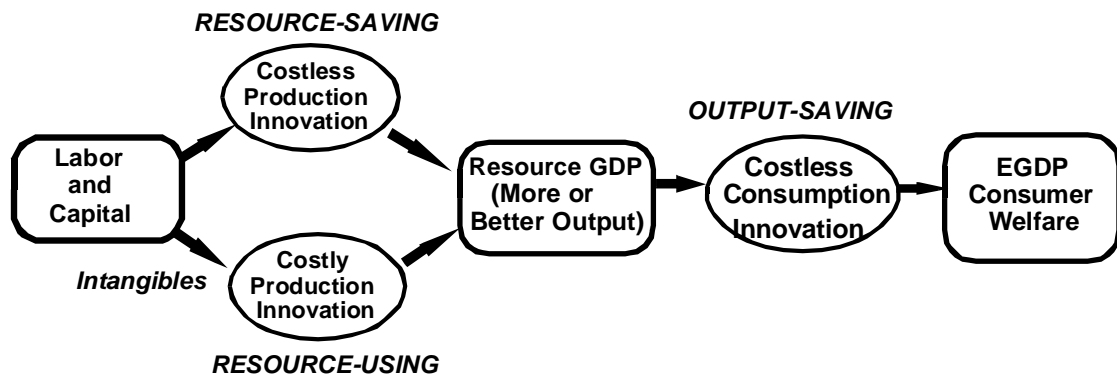 RESOURCE-SAVING
Costless
Production
Innovation
Labor
and
Capital
Intangibles
Costly
Production
Innovation
RESOURCE-USING
Resource GDP
(More or
Better Output)
OUTPUT-SAVING
Costless
Consumption
Innovation
EGDP
Consumer
Welfare